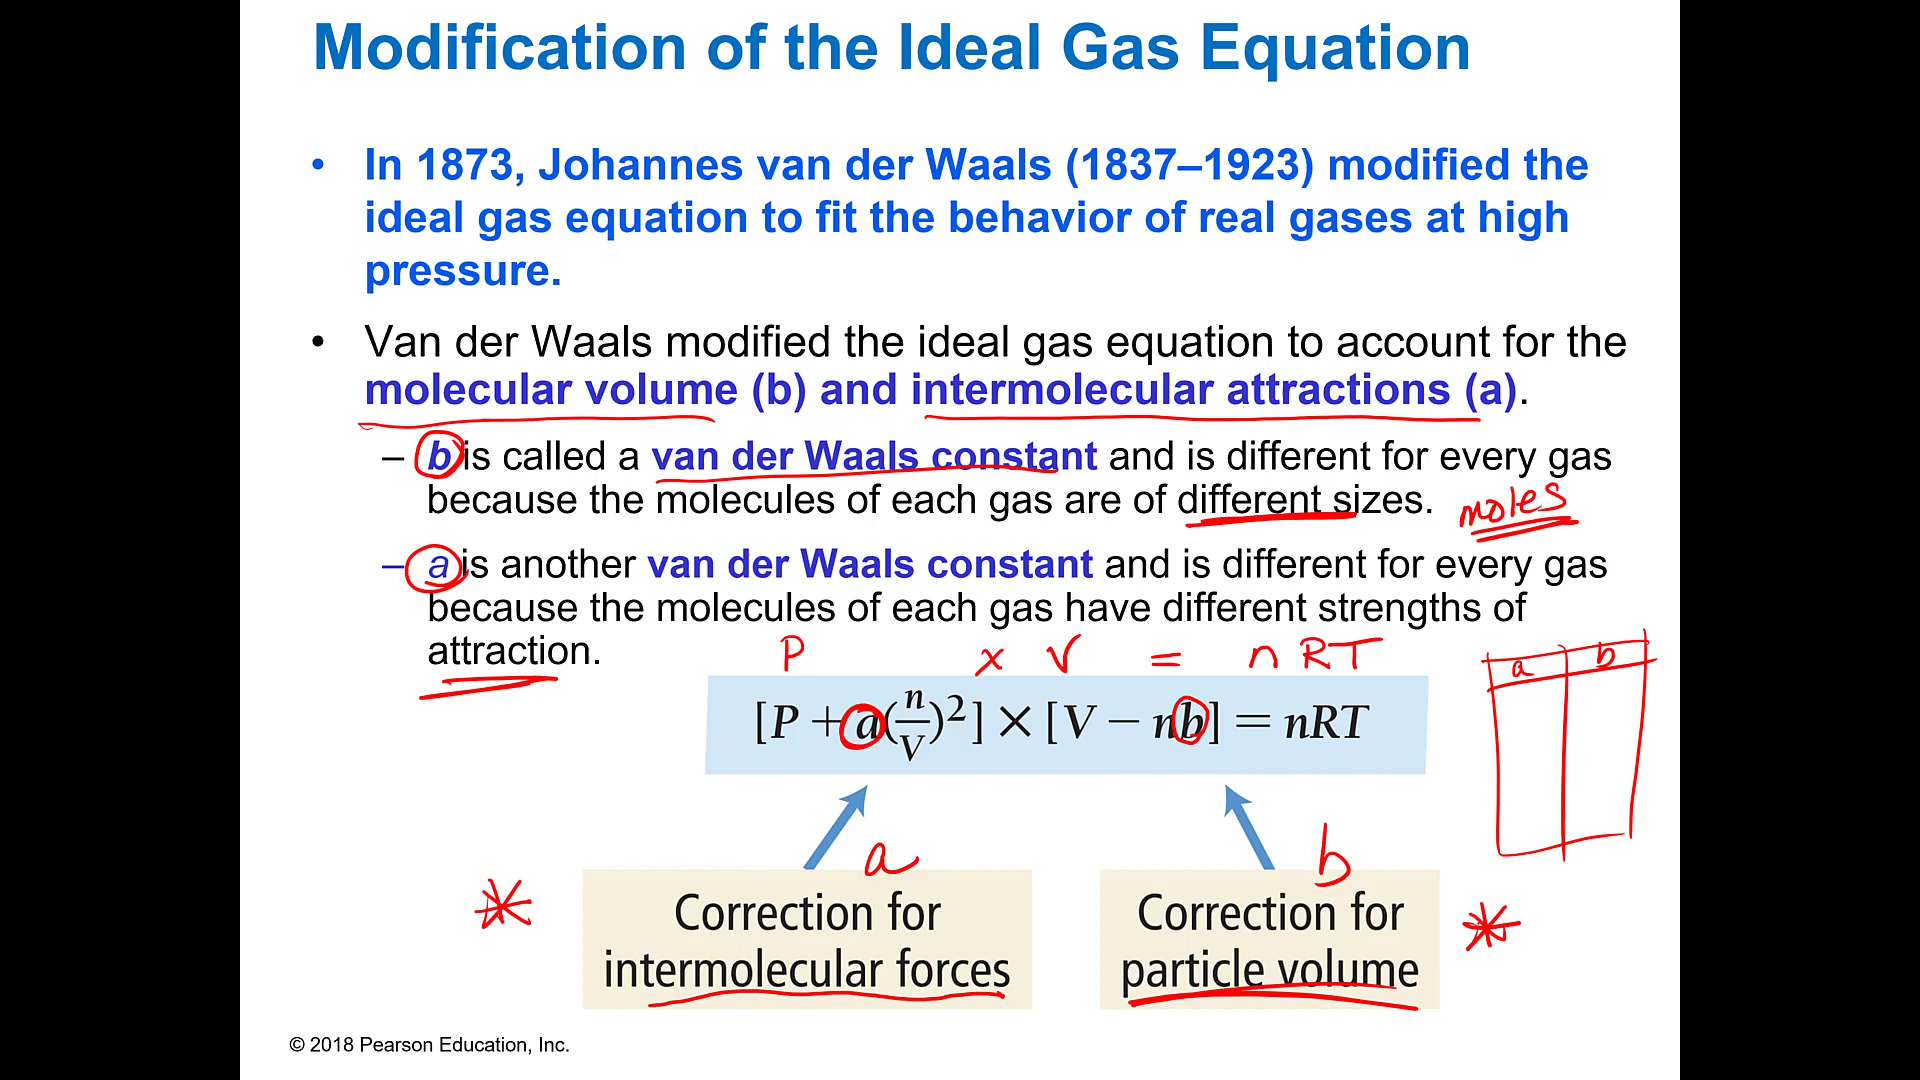 Modification of the Ideal Gas Equation
• In 1873, Johannes van der Waals (1837–1923) modified the
ideal gas equation to fit the behavior of real gases at high
pressure.
• Van der Waals modified the ideal gas equation to account for the
molecular volume (b) and intermolecular attractions (a).
– b is called a van der Waals constant and is different for every gas
because the molecules of each gas are of different sizes.
moles
– a is another van der Waals constant and is different for every gas
because the molecules of each gas have different strengths of
attraction.
P x V = n RT
a b
[P + a(n/V)²] × [V − nb] = nRT
a b
Correction for
intermolecular forces
Correction for
particle volume
© 2018 Pearson Education, Inc.